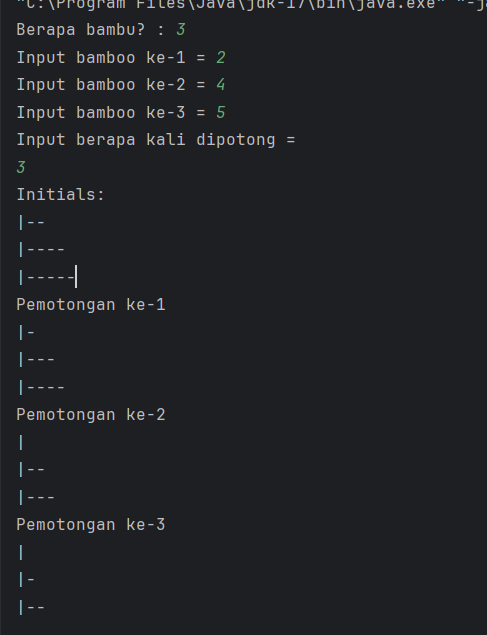 "C:\Program Files\Java\jdk-17\bin\java.exe" "-ja
Berapa bambu? : 3
Input bamboo ke-1 = 2
Input bamboo ke-2 = 4
Input bamboo ke-3 = 5
Input berapa kali dipotong =
3
Initials:
|--
|----
|-----
Pemotongan ke-1
|-
|---
|----
Pemotongan ke-2
|
|--
|---
Pemotongan ke-3
|
|-
|--